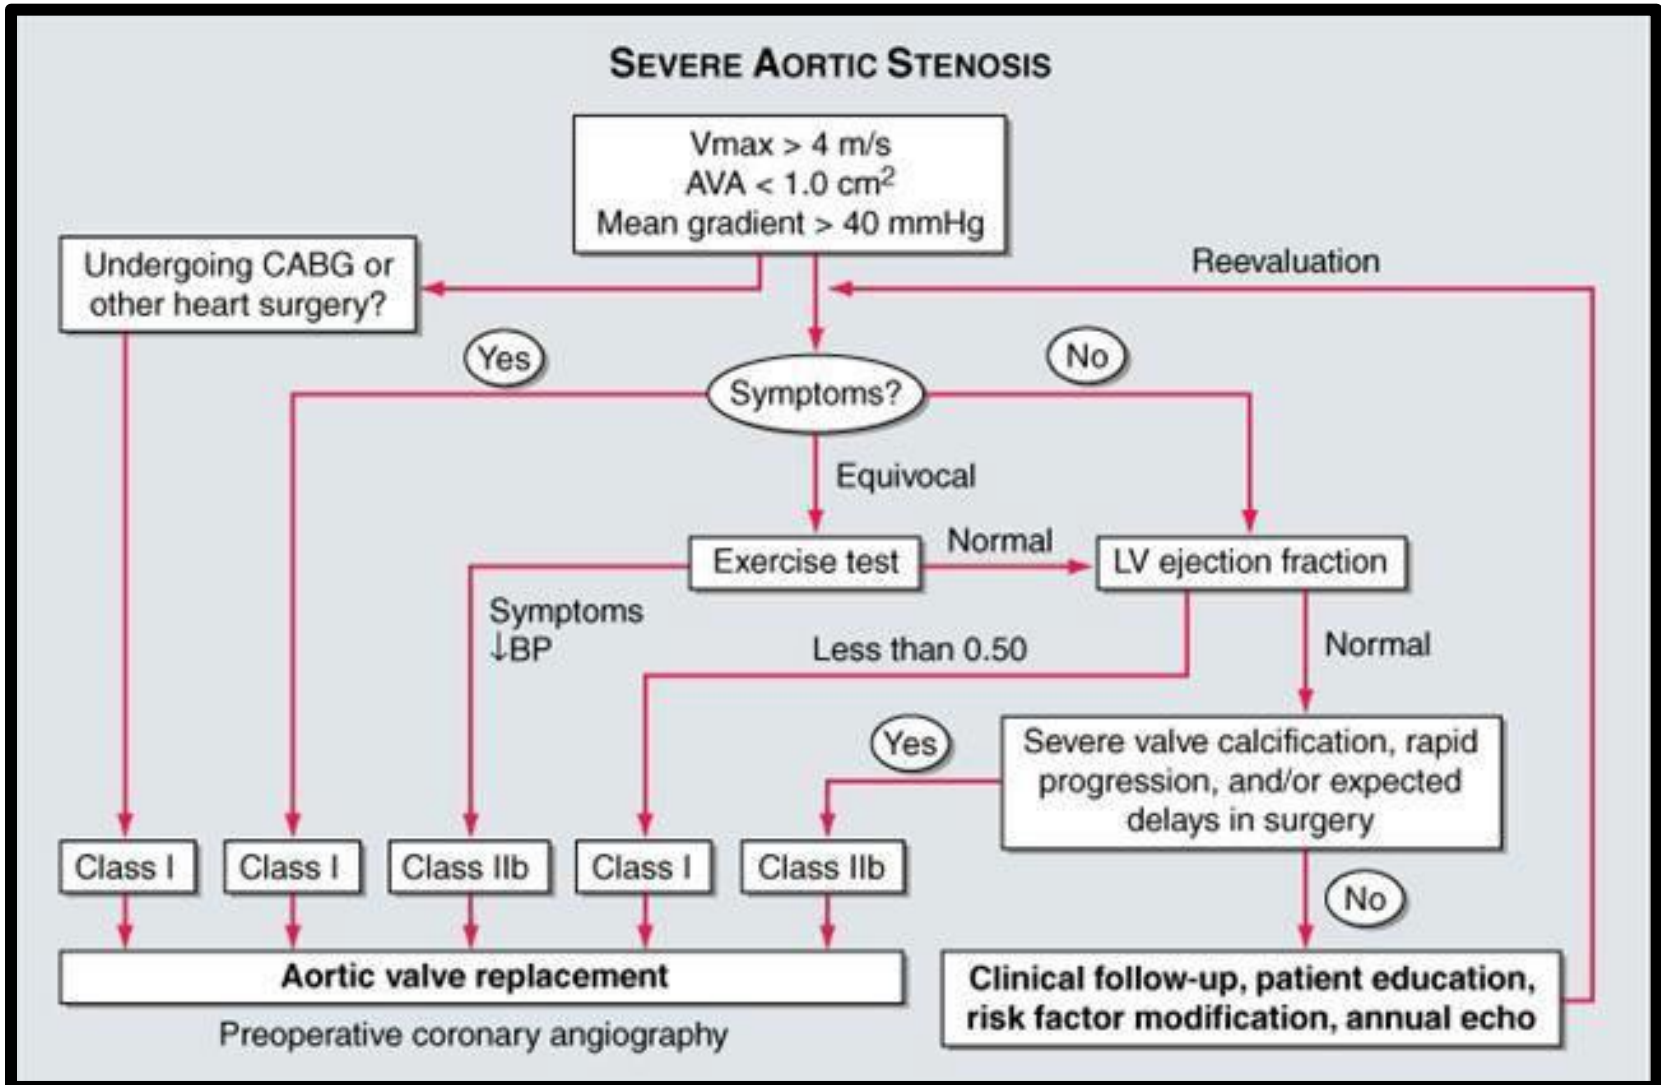 SEVERE AORTIC STENOSIS
Vmax > 4 m/s
AVA < 1.0 cm²
Mean gradient > 40 mmHg
Undergoing CABG or
other heart surgery?
Reevaluation
Yes
No
Symptoms?
Equivocal
Exercise test
Normal
LV ejection fraction
Symptoms
↓BP
Less than 0.50
Normal
Yes
Severe valve calcification, rapid
progression, and/or expected
delays in surgery
Class I
Class I
Class IIb
Class I
Class IIb
No
Aortic valve replacement
Clinical follow-up, patient education,
risk factor modification, annual echo
Preoperative coronary angiography